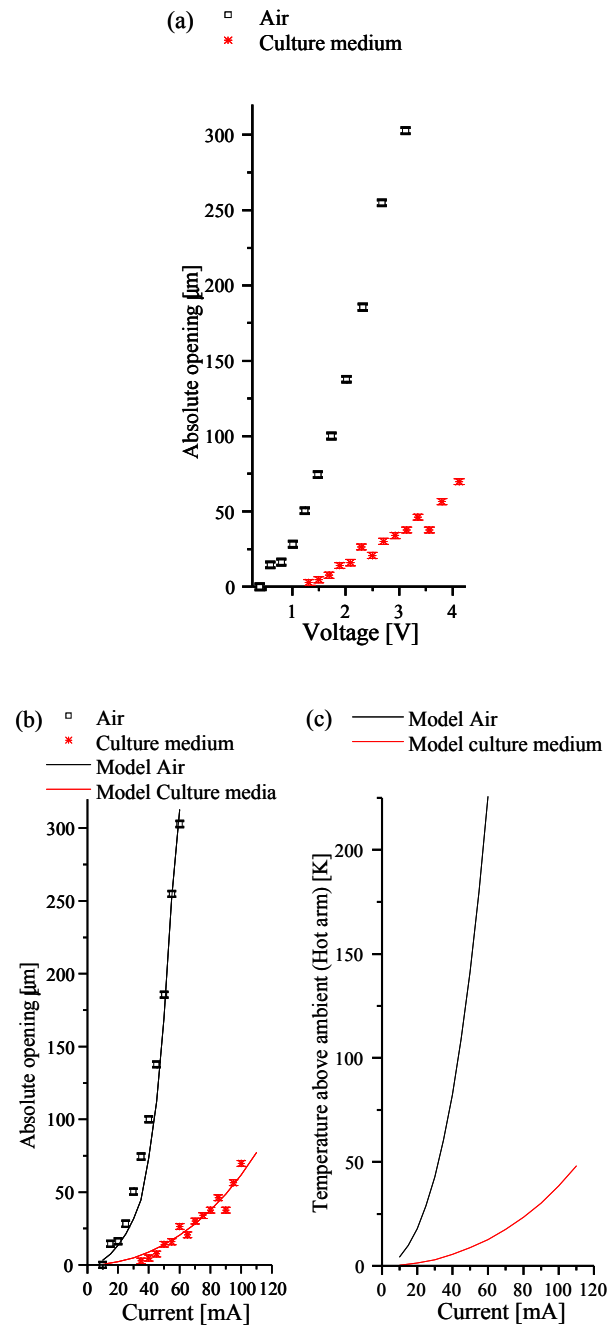 (a)
Air
Culture medium
300
250
200
150
100
50
0
Absolute opening [µm]
1 2 3 4
Voltage [V]
(b)
Air
Culture medium
Model Air
Model Culture media
300
250
200
150
100
50
0
Absolute opening [µm]
0 20 40 60 80 100 120
Current [mA]
(c)
Model Air
Model culture medium
200
150
100
50
0
Temperature above ambient (Hot arm) [K]
0 20 40 60 80 100 120
Current [mA]